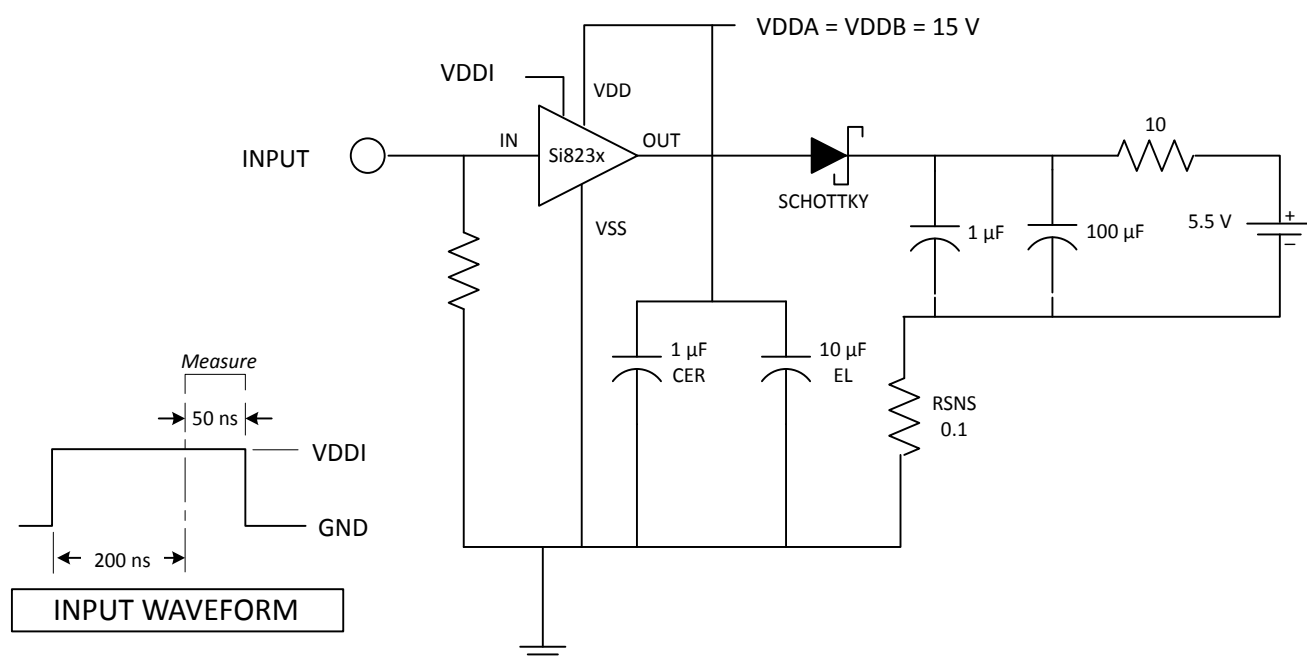 VDDA = VDDB = 15 V
VDDI
VDD
10
INPUT
IN
Si823x
OUT
SCHOTTKY
VSS
1 µF
100 µF
5.5 V
+
–
Measure
1 µF
CER
10 µF
EL
RSNS
0.1
50 ns
VDDI
GND
200 ns
INPUT WAVEFORM